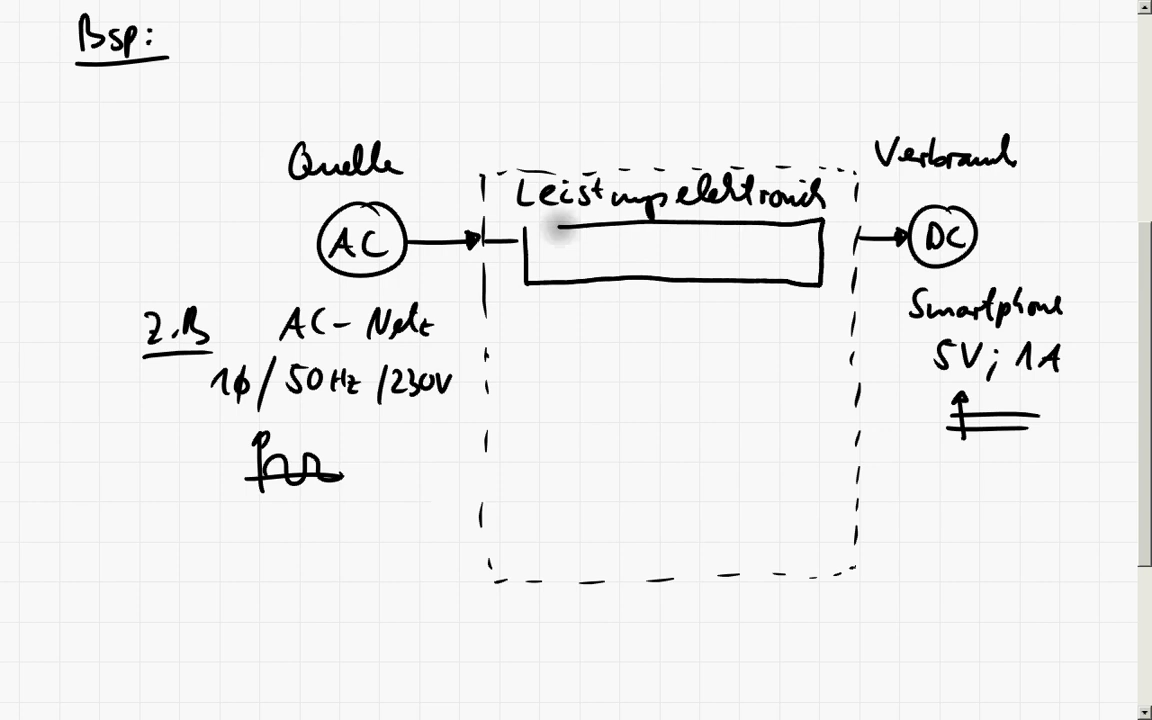 Bsp:
Quelle
Verbrauch
Leistungselektronik
AC
DC
z.B
AC-Netz
1ϕ/50Hz/230V
Smartphone
5V; 1A